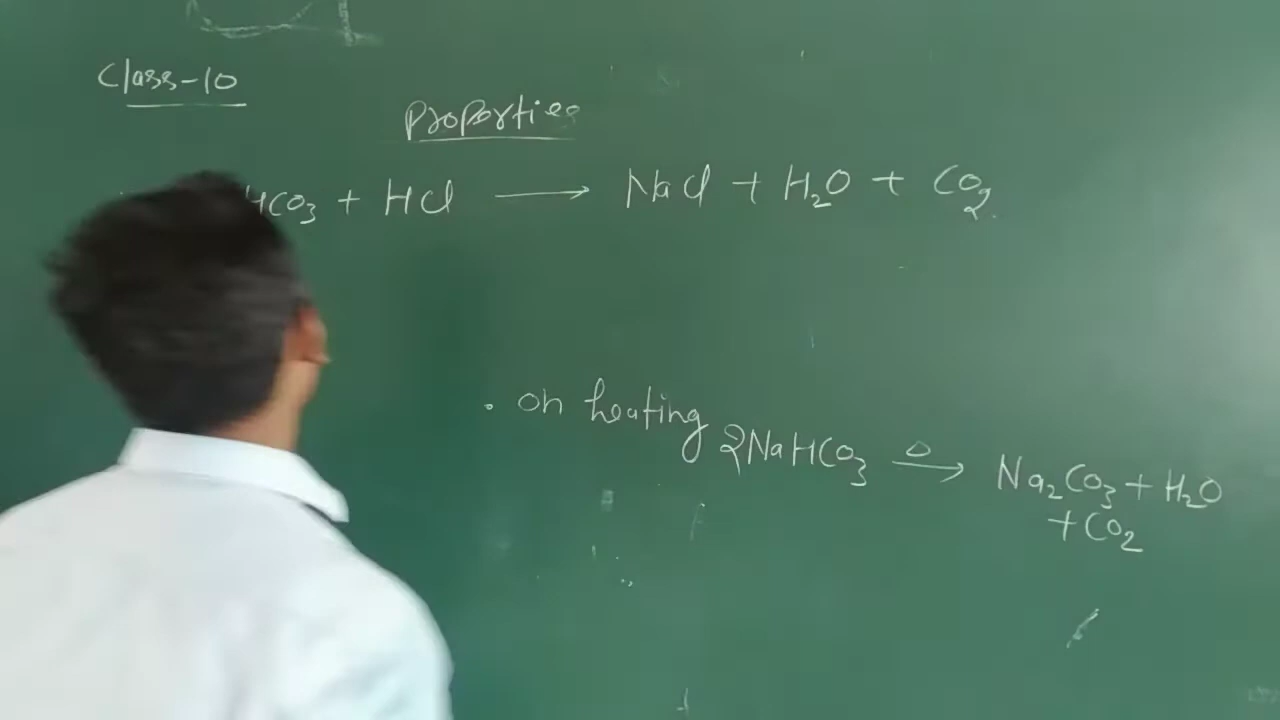 Class-10
Properties
HCO3 + HCl ⟶ NaCl + H2O + CO2
. on heating 2NaHCO3 Δ⟶ Na2CO3 + H2O
+ CO2